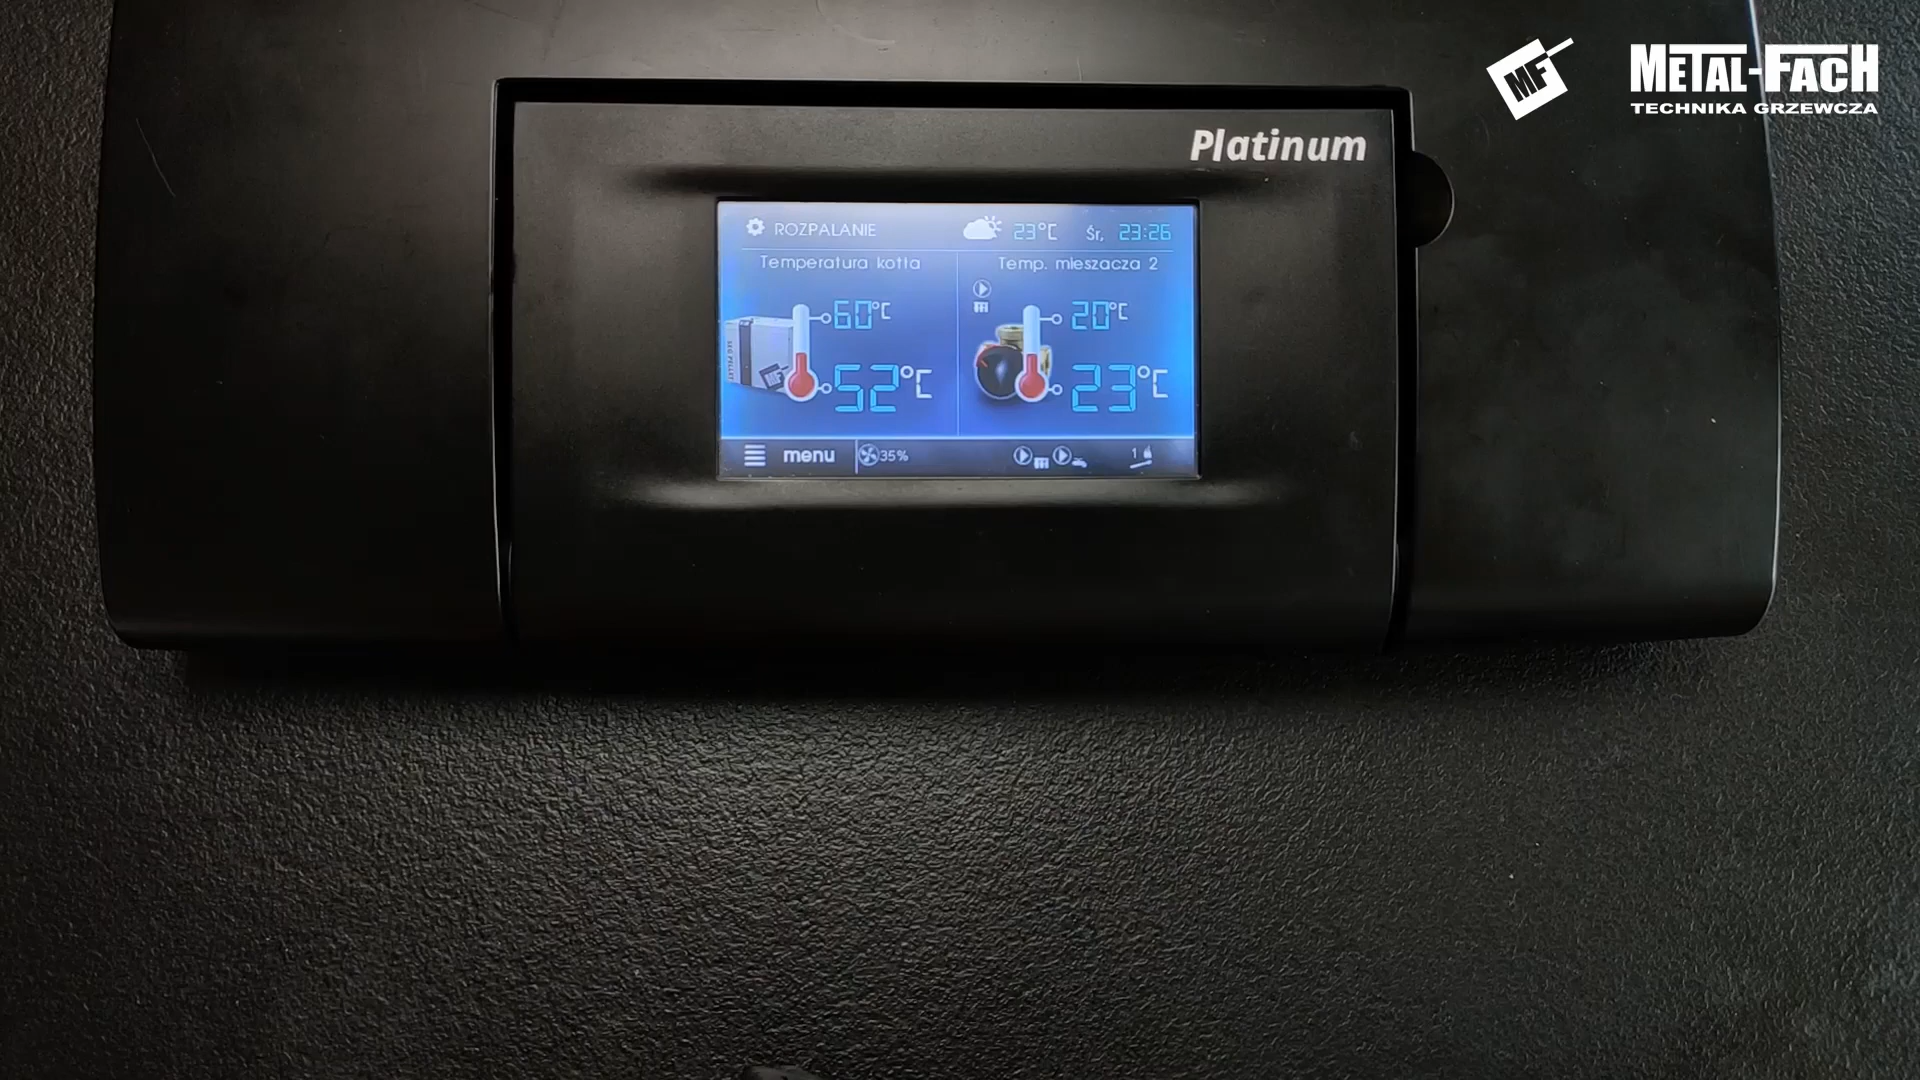 MF METAL-FACH
TECHNIKA GRZEWCZA
Platinum
ROZPALANIE 23°C Śr, 23:26
Temperatura kotła Temp. mieszacza 2
60°C 20°C
52°C 23°C
menu 35% 1